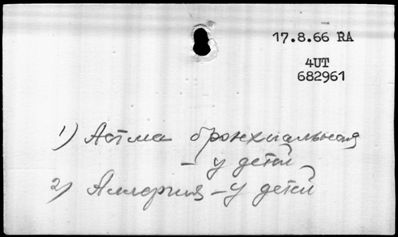 17.8.66 RA
4UT
682961
1) Астма бронхиальная
- у детей
2) Аллергия - у детей